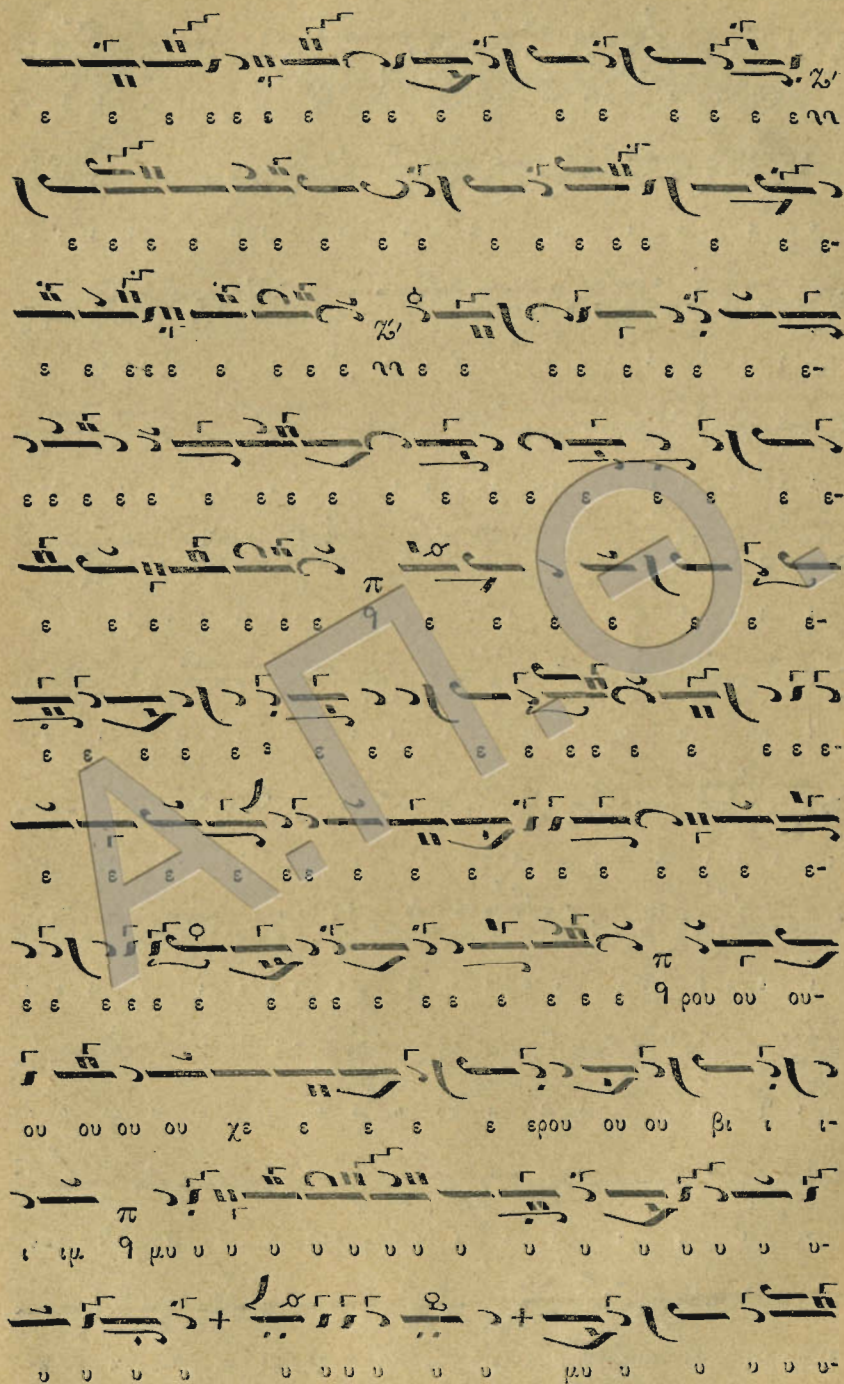 ε ε ε ε ε ε ε ε ε ε ε ε ε ε ε ε ε
ε ε ε ε ε ε ε ε ε ε ε ε ε ε ε ε-
ε ε ε ε ε ε ε ε ε ε ε ε ε ε ε ε ε-
ε ε ε ε ε ε ε ε ε ε ε ε ε ε ε ε ε-
π
ε ε ε ε ε ε ε ε ε ε ε ε ε-
ε ε ε ε ε ε ε ε ε ε ε ε ε ε ε ε ε-
ε ε ε ε ε ε ε ε ε ε ε ε ε ε ε-
π
ε ε ε ε ε ε ε ε ε ε ε ε ε ε ε ρου ου ου-
ου ου ου ου χε ε ε ε ε ερου ου ου βι ι ι-
π
ι ιμ μυ υ υ υ υ υ υ υ υ υ υ υ υ υ υ-
υ υ υ υ υ υ υ υ υ υ μυ υ υ υ υ υ-
Α.Π.Θ